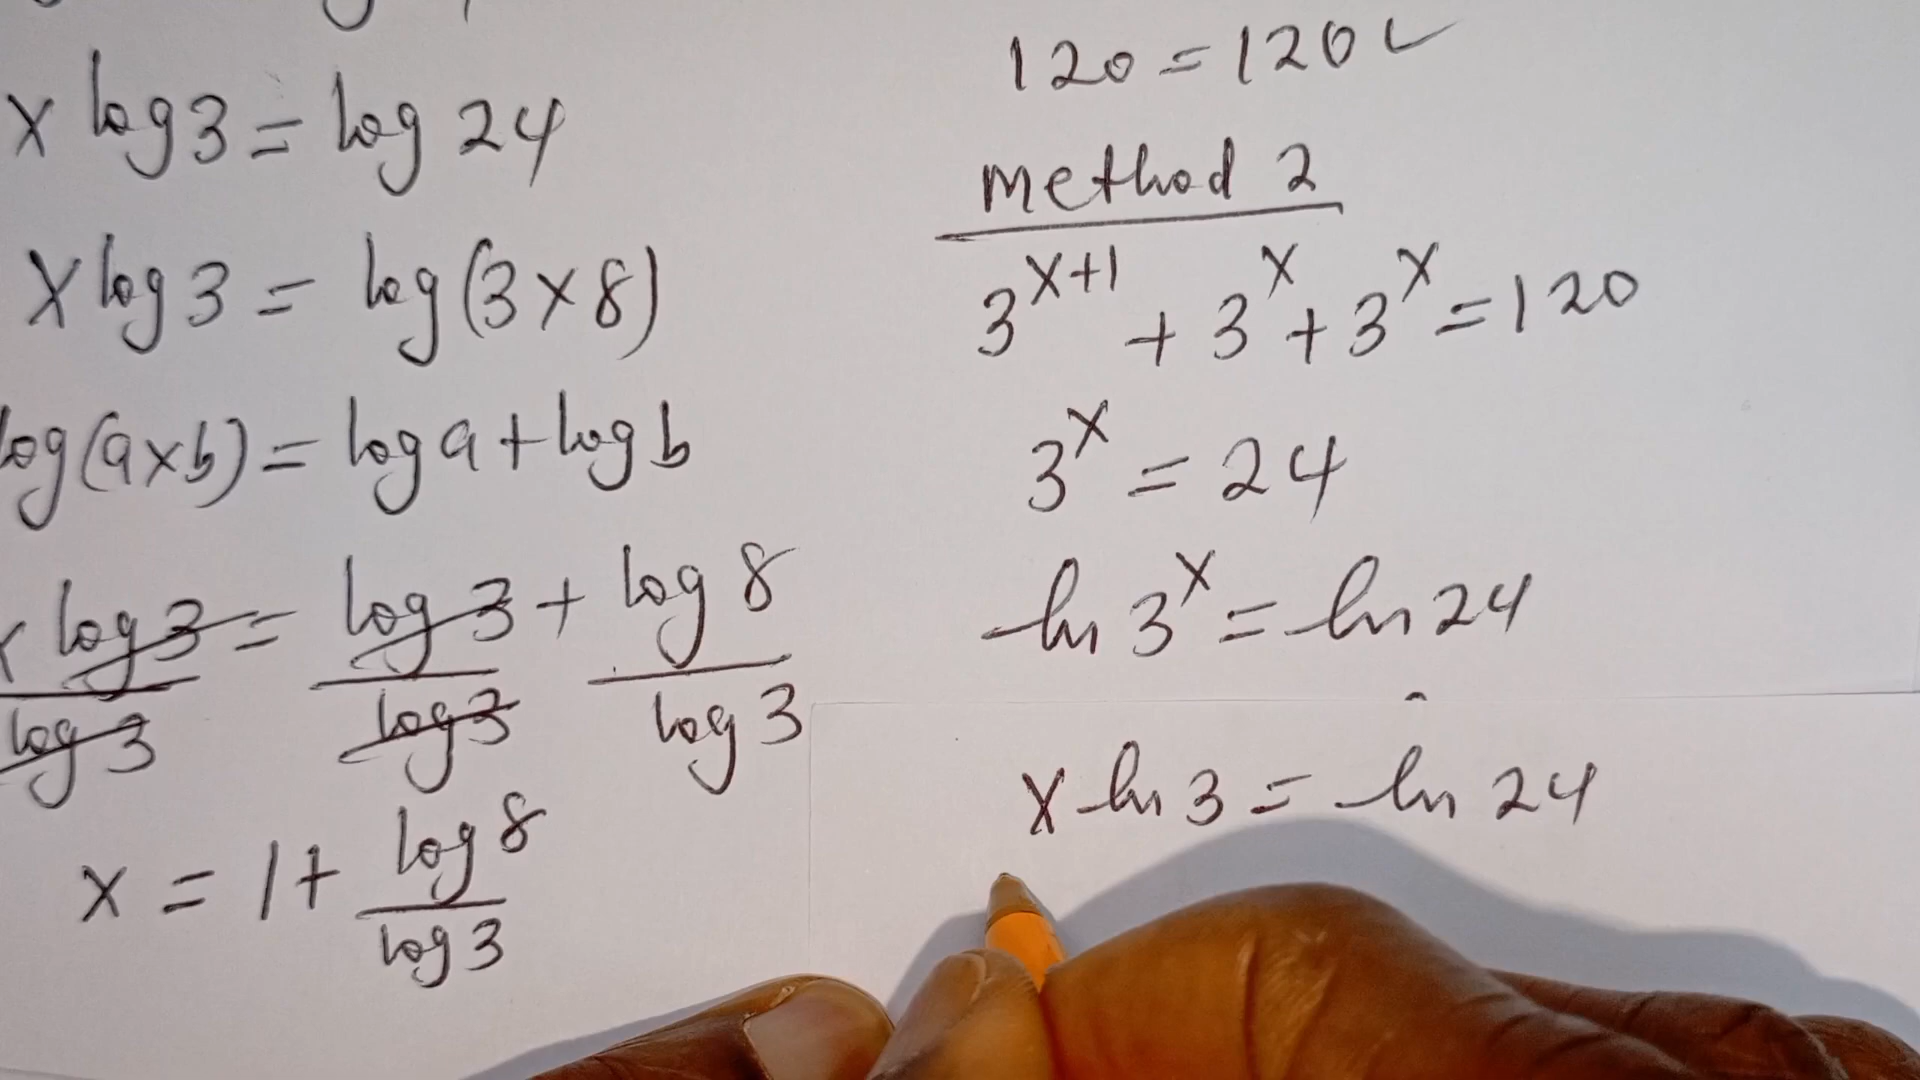 x log 3 = log 24
x log 3 = log (3 × 8)
log (a×b) = log a + log b
x log 3 / log 3 = log 3 / log 3 + log 8 / log 3
x = 1 + log 8 / log 3
120 = 120 ✓
method 2
3^(x+1) + 3^x + 3^x = 120
3^x = 24
ln 3^x = ln 24
x ln 3 = ln 24